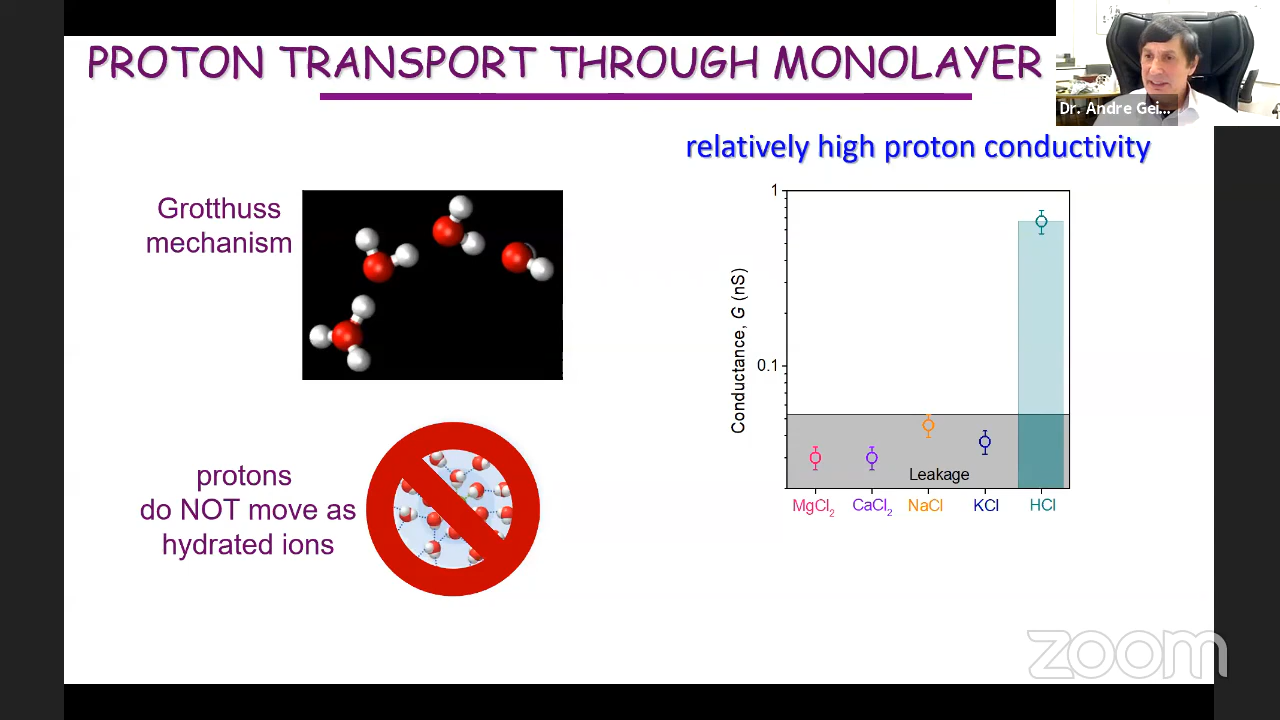 PROTON TRANSPORT THROUGH MONOLAYER
Dr. Andre Gei...
relatively high proton conductivity
Grotthuss
mechanism
1
0.1
Conductance, G (nS)
Leakage
MgCl₂ CaCl₂ NaCl KCl HCl
protons
do NOT move as
hydrated ions
zoom